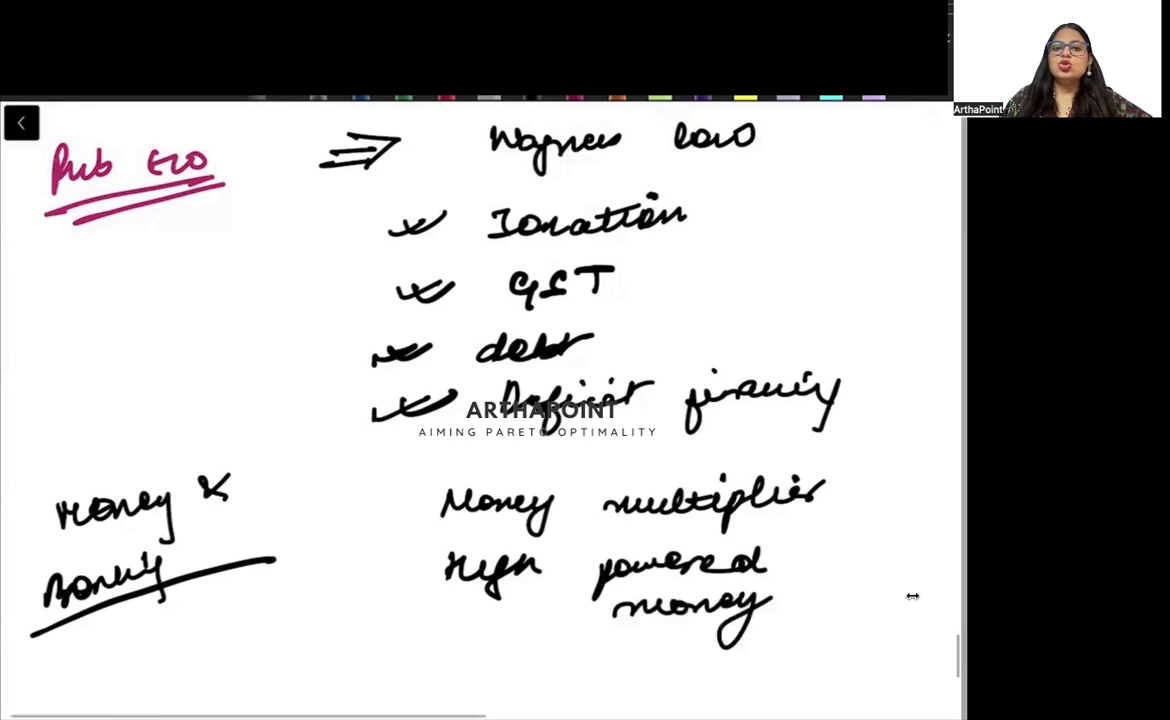 ArthaPoint
Pub Eco
Wagner law
Taxation
GST
debt
Deficit financing
ARTHAPOINT
AIMING PARETO OPTIMALITY
Money &
Banking
Money multiplier
High powered
money